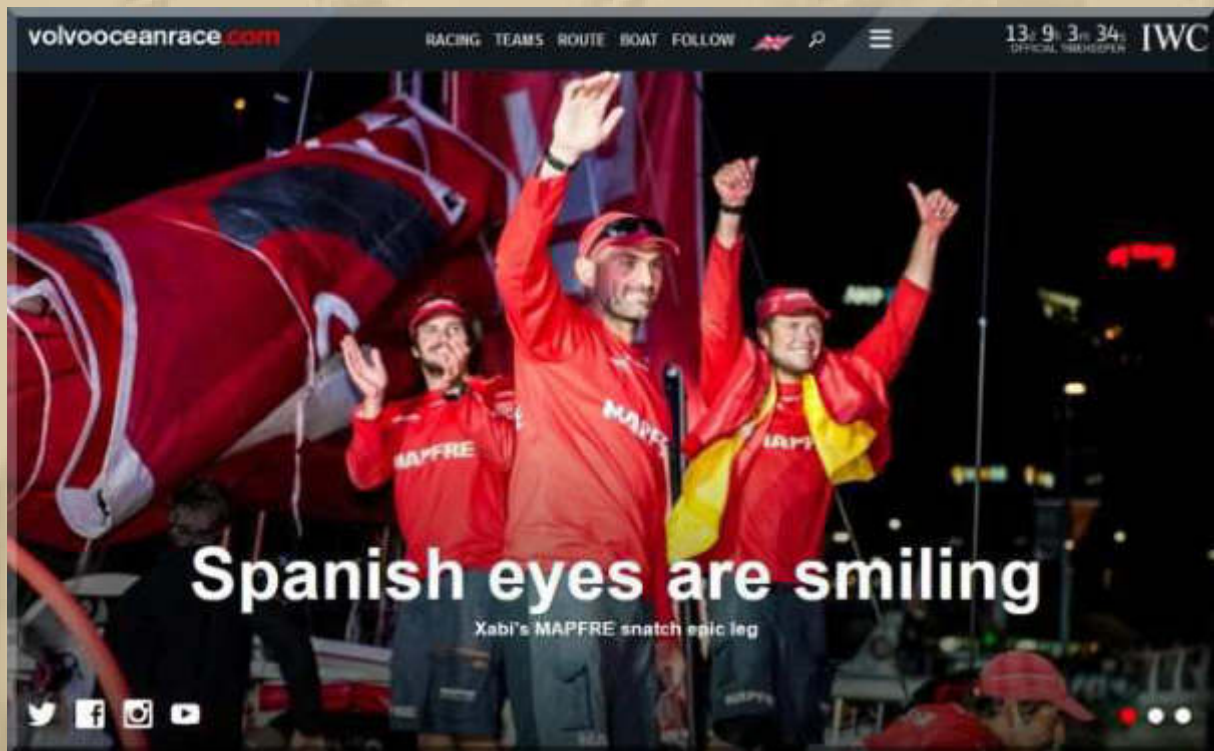 volvooceanrace.com
RACING TEAMS ROUTE BOAT FOLLOW
13d 9h 3m 34s
OFFICIAL TIMEKEEPER
IWC
MAPFRE
MAPFRE
MAPFRE
Spanish eyes are smiling
Xabi's MAPFRE snatch epic leg